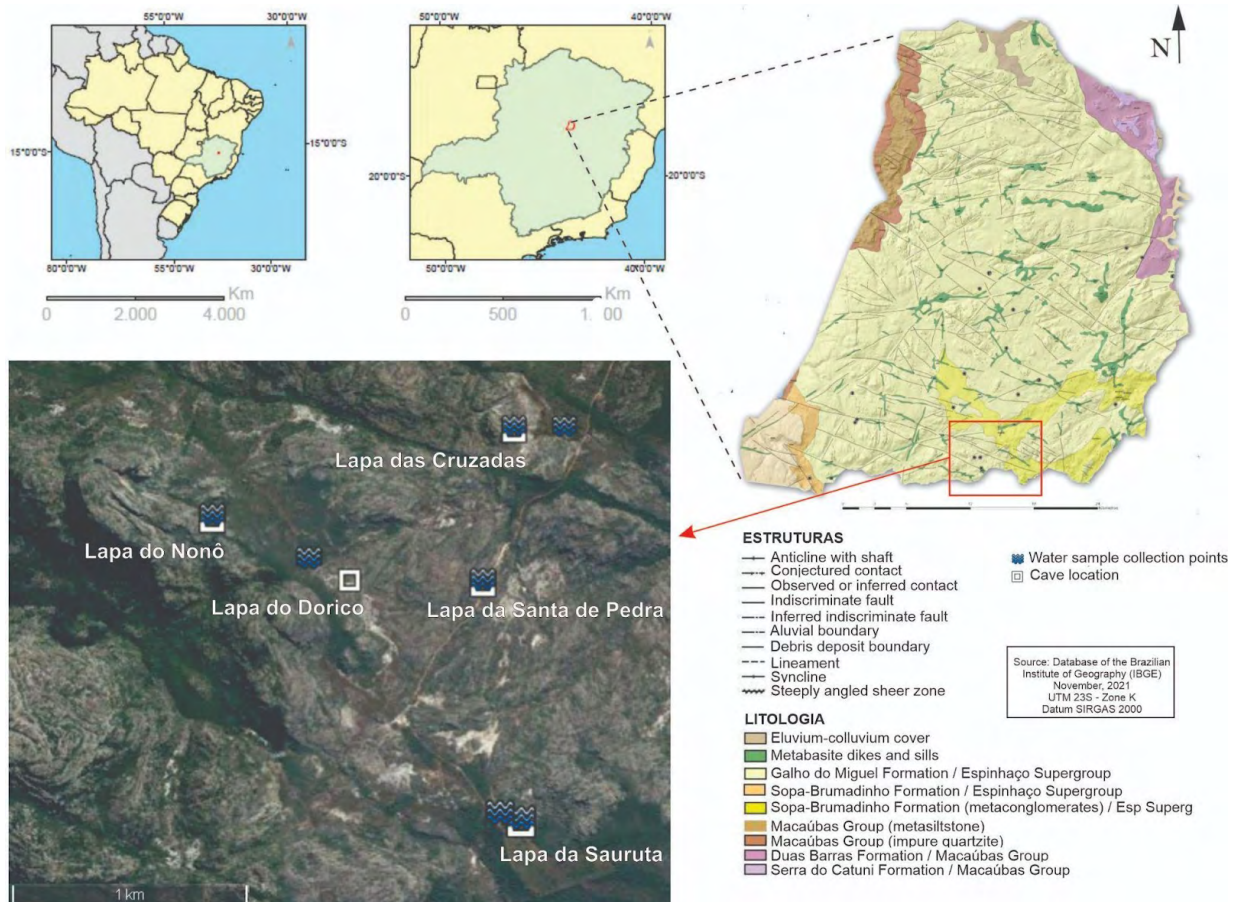 55°0'0"W
30°0'0"W
15°0'0"S
15°0'0"S
60°0'0"W
55°0'0"W
30°0'0"W
Km
0
2.000
4.000
50°0'0"W
40°0'0"W
20°0'0"S
20°0'0"S
50°0'0"W
40°0'0"W
Km
0
500
1. 00
N
Lapa das Cruzadas
Lapa do Nonô
Lapa do Dorico
Lapa da Santa de Pedra
Lapa da Sauruta
1 km
ESTRUTURAS
Anticline with shaft
Conjectured contact
Observed or inferred contact
Indiscriminate fault
Inferred indiscriminate fault
Aluvial boundary
Debris deposit boundary
Lineament
Syncline
Steeply angled sheer zone
Water sample collection points
Cave location
Source: Database of the Brazilian
Institute of Geography (IBGE)
November, 2021
UTM 23S - Zone K
Datum SIRGAS 2000
LITOLOGIA
Eluvium-colluvium cover
Metabasite dikes and sills
Galho do Miguel Formation / Espinhaço Supergroup
Sopa-Brumadinho Formation / Espinhaço Supergroup
Sopa-Brumadinho Formation (metaconglomerates) / Esp Superg
Macaúbas Group (metasiltstone)
Macaúbas Group (impure quartzite)
Duas Barras Formation / Macaúbas Group
Serra do Catuni Formation / Macaúbas Group